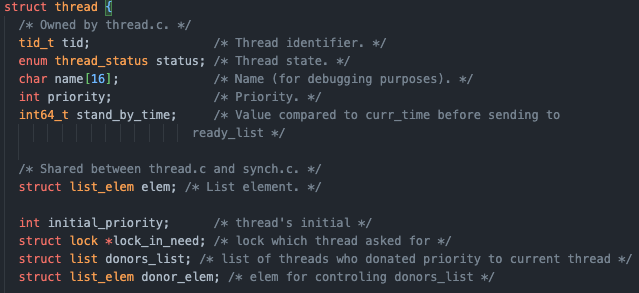 struct thread {
/* Owned by thread.c. */
tid_t tid; /* Thread identifier. */
enum thread_status status; /* Thread state. */
char name[16]; /* Name (for debugging purposes). */
int priority; /* Priority. */
int64_t stand_by_time; /* Value compared to curr_time before sending to
ready_list */
/* Shared between thread.c and synch.c. */
struct list_elem elem; /* List element. */
int initial_priority; /* thread's initial */
struct lock *lock_in_need; /* lock which thread asked for */
struct list donors_list; /* list of threads who donated priority to current thread */
struct list_elem donor_elem; /* elem for controling donors_list */